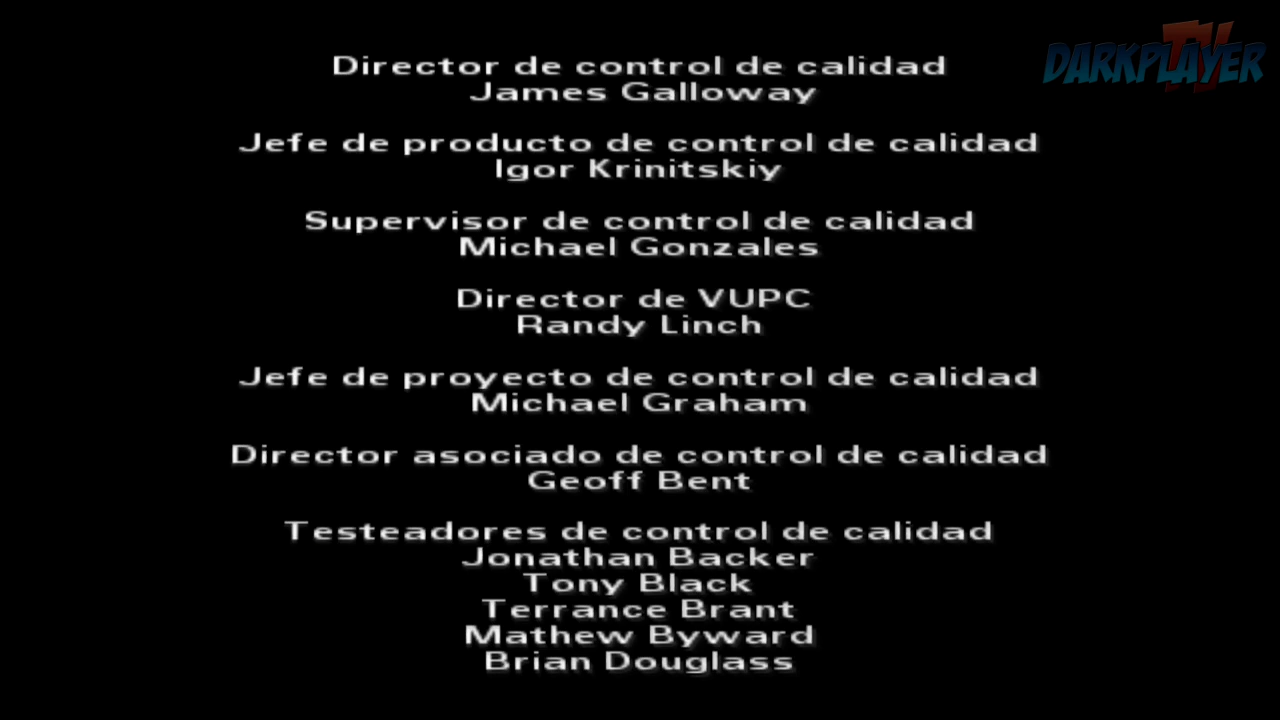 Director de control de calidad
James Galloway
Jefe de producto de control de calidad
Igor Krinitskiy
Supervisor de control de calidad
Michael Gonzales
Director de VUPC
Randy Linch
Jefe de proyecto de control de calidad
Michael Graham
Director asociado de control de calidad
Geoff Bent
Testeadores de control de calidad
Jonathan Backer
Tony Black
Terrance Brant
Mathew Byward
Brian Douglass
DARKPLAYER
TV